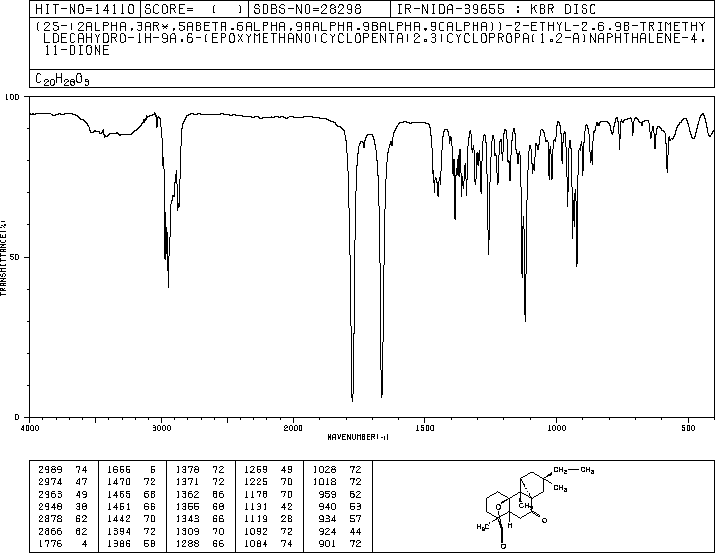 HIT-NO=14110 SCORE= ( ) SDBS-NO=28298 IR-NIDA-39655 : KBR DISC
(2S-(2ALPHA,3AR*,5ABETA,6ALPHA,9AALPHA,9BALPHA,9CALPHA))-2-ETHYL-2,6,9B-TRIMETHY
LDECAHYDRO-1H-9A,6-(EPOXYMETHANO)CYCLOPENTA(2,3)CYCLOPROPA(1,2-A)NAPHTHALENE-4,
11-DIONE
C20H28O3
100
50
0
TRANSMITTANCE(%)
4000 3000 2000 1500 1000 500
WAVENUMBER(-1)
2989 74 1666 6 1378 72 1269 49 1028 72
2974 47 1470 72 1371 72 1225 70 1018 72
2963 49 1465 66 1362 66 1178 70 959 62
2948 38 1451 66 1355 60 1131 42 940 53
2878 62 1442 70 1343 66 1119 28 934 57
2866 62 1394 72 1309 70 1092 72 924 44
1776 4 1386 58 1288 66 1084 74 901 72
CH2 CH3
CH3
CH3
O
O
H3C
H
O